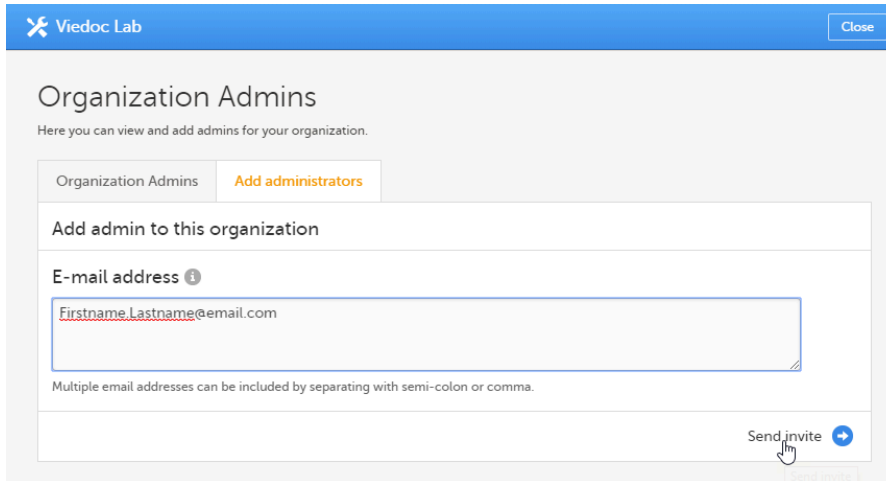 Viedoc Lab
Close
Organization Admins
Here you can view and add admins for your organization.
Organization Admins
Add administrators
Add admin to this organization
E-mail address
Firstname.Lastname@email.com
Multiple email addresses can be included by separating with semi-colon or comma.
Send invite
Send invite